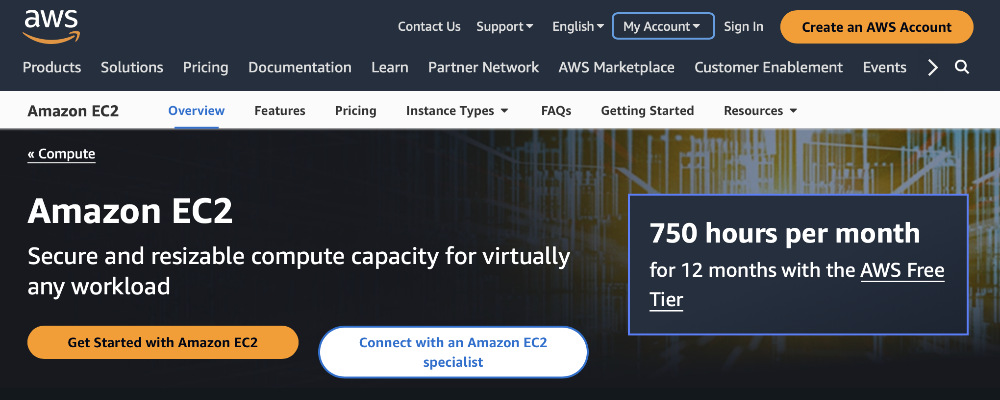 aws
Contact Us Support English My Account Sign In Create an AWS Account
Products Solutions Pricing Documentation Learn Partner Network AWS Marketplace Customer Enablement Events
Amazon EC2 Overview Features Pricing Instance Types FAQs Getting Started Resources
« Compute
Amazon EC2
Secure and resizable compute capacity for virtually
any workload
Get Started with Amazon EC2
Connect with an Amazon EC2
specialist
750 hours per month
for 12 months with the AWS Free
Tier